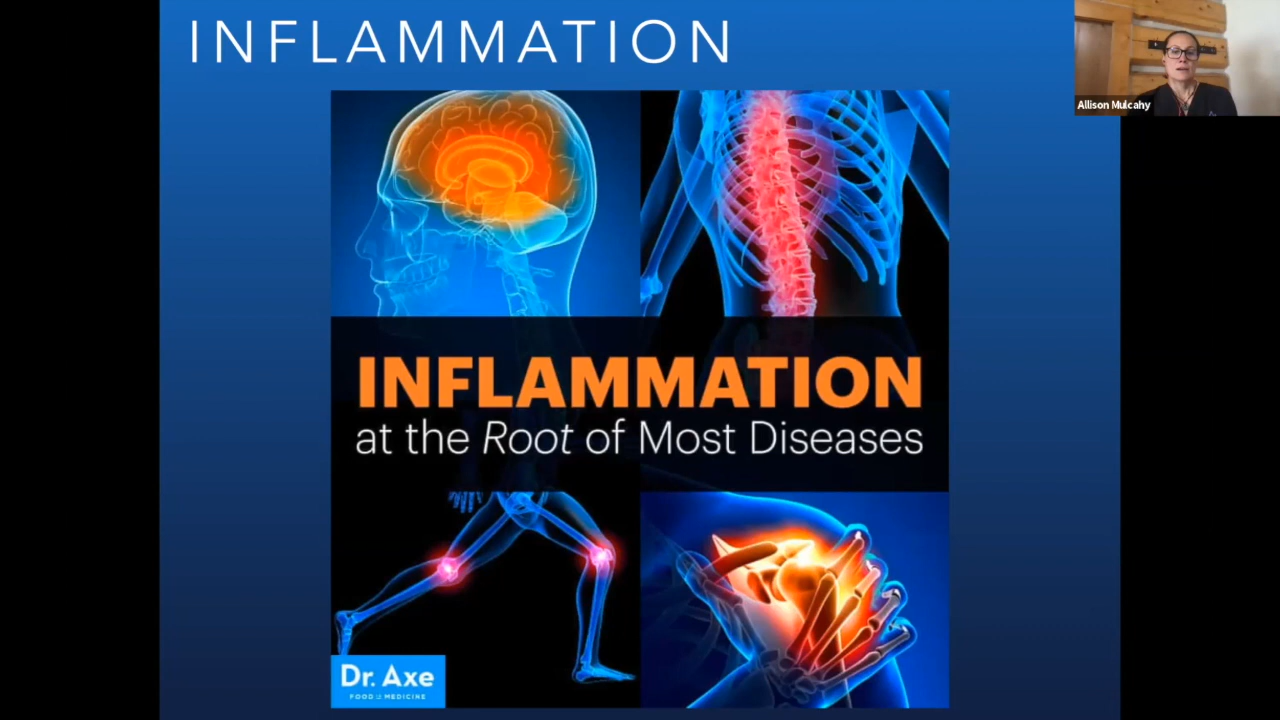 INFLAMMATION
Allison Mulcahy
INFLAMMATION
at the Root of Most Diseases
Dr. Axe
FOOD IS MEDICINE